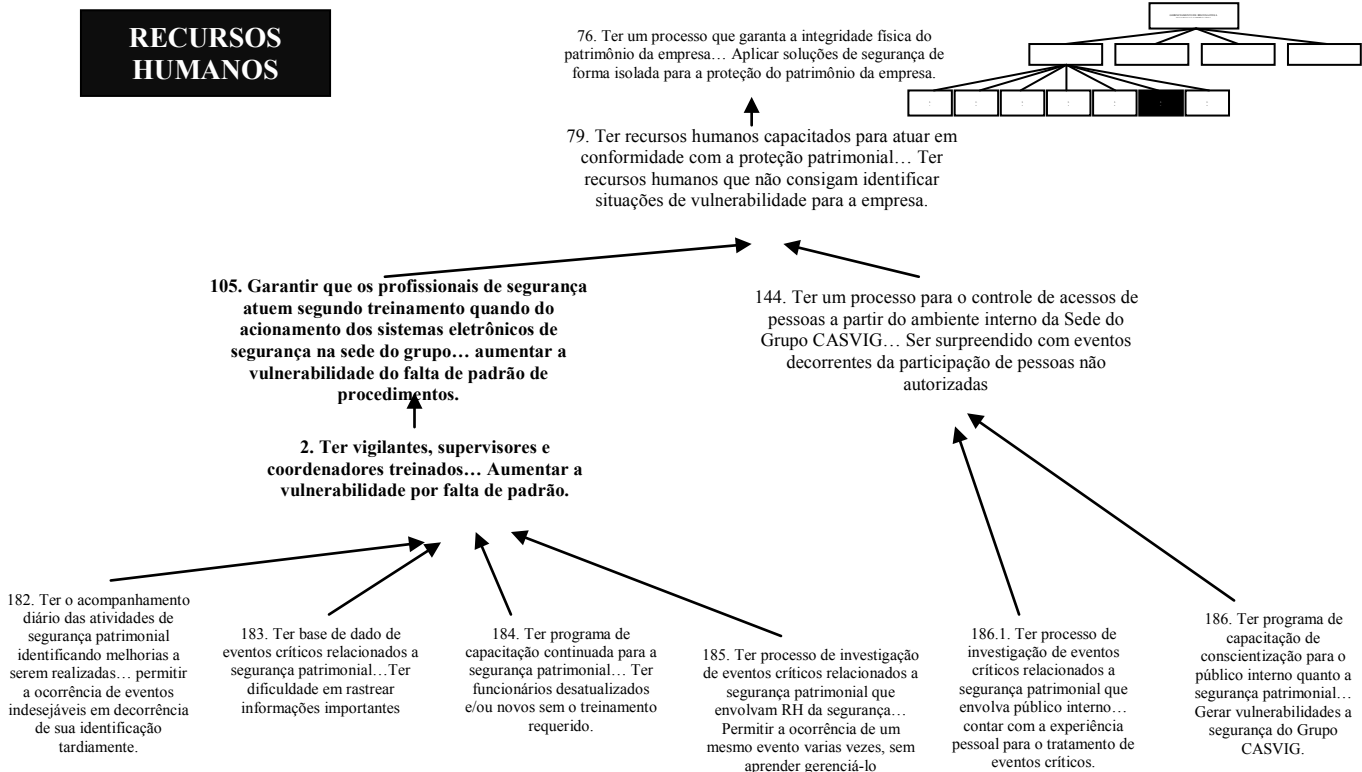 RECURSOS
HUMANOS
76. Ter um processo que garanta a integridade física do
patrimônio da empresa… Aplicar soluções de segurança de
forma isolada para a proteção do patrimônio da empresa.
79. Ter recursos humanos capacitados para atuar em
conformidade com a proteção patrimonial… Ter
recursos humanos que não consigam identificar
situações de vulnerabilidade para a empresa.
105. Garantir que os profissionais de segurança
atuem segundo treinamento quando do
acionamento dos sistemas eletrônicos de
segurança na sede do grupo… aumentar a
vulnerabilidade do falta de padrão de
procedimentos.
144. Ter um processo para o controle de acessos de
pessoas a partir do ambiente interno da Sede do
Grupo CASVIG… Ser surpreendido com eventos
decorrentes da participação de pessoas não
autorizadas
2. Ter vigilantes, supervisores e
coordenadores treinados… Aumentar a
vulnerabilidade por falta de padrão.
182. Ter o acompanhamento
diário das atividades de
segurança patrimonial
identificando melhorias a
serem realizadas… permitir
a ocorrência de eventos
indesejáveis em decorrência
de sua identificação
tardiamente.
183. Ter base de dado de
eventos críticos relacionados a
segurança patrimonial…Ter
dificuldade em rastrear
informações importantes
184. Ter programa de
capacitação continuada para a
segurança patrimonial… Ter
funcionários desatualizados
e/ou novos sem o treinamento
requerido.
185. Ter processo de investigação
de eventos críticos relacionados a
segurança patrimonial que
envolvam RH da segurança…
Permitir a ocorrência de um
mesmo evento varias vezes, sem
aprender gerenciá-lo
186.1. Ter processo de
investigação de eventos
críticos relacionados a
segurança patrimonial que
envolva público interno…
contar com a experiência
pessoal para o tratamento de
eventos críticos.
186. Ter programa de
capacitação de
conscientização para o
público interno quanto a
segurança patrimonial…
Gerar vulnerabilidades a
segurança do Grupo
CASVIG.